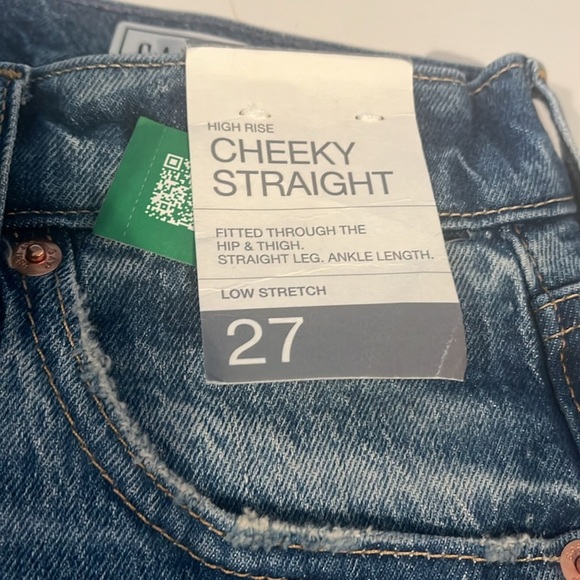 HIGH RISE
CHEEKY
STRAIGHT
FITTED THROUGH THE
HIP & THIGH.
STRAIGHT LEG. ANKLE LENGTH.
LOW STRETCH
27